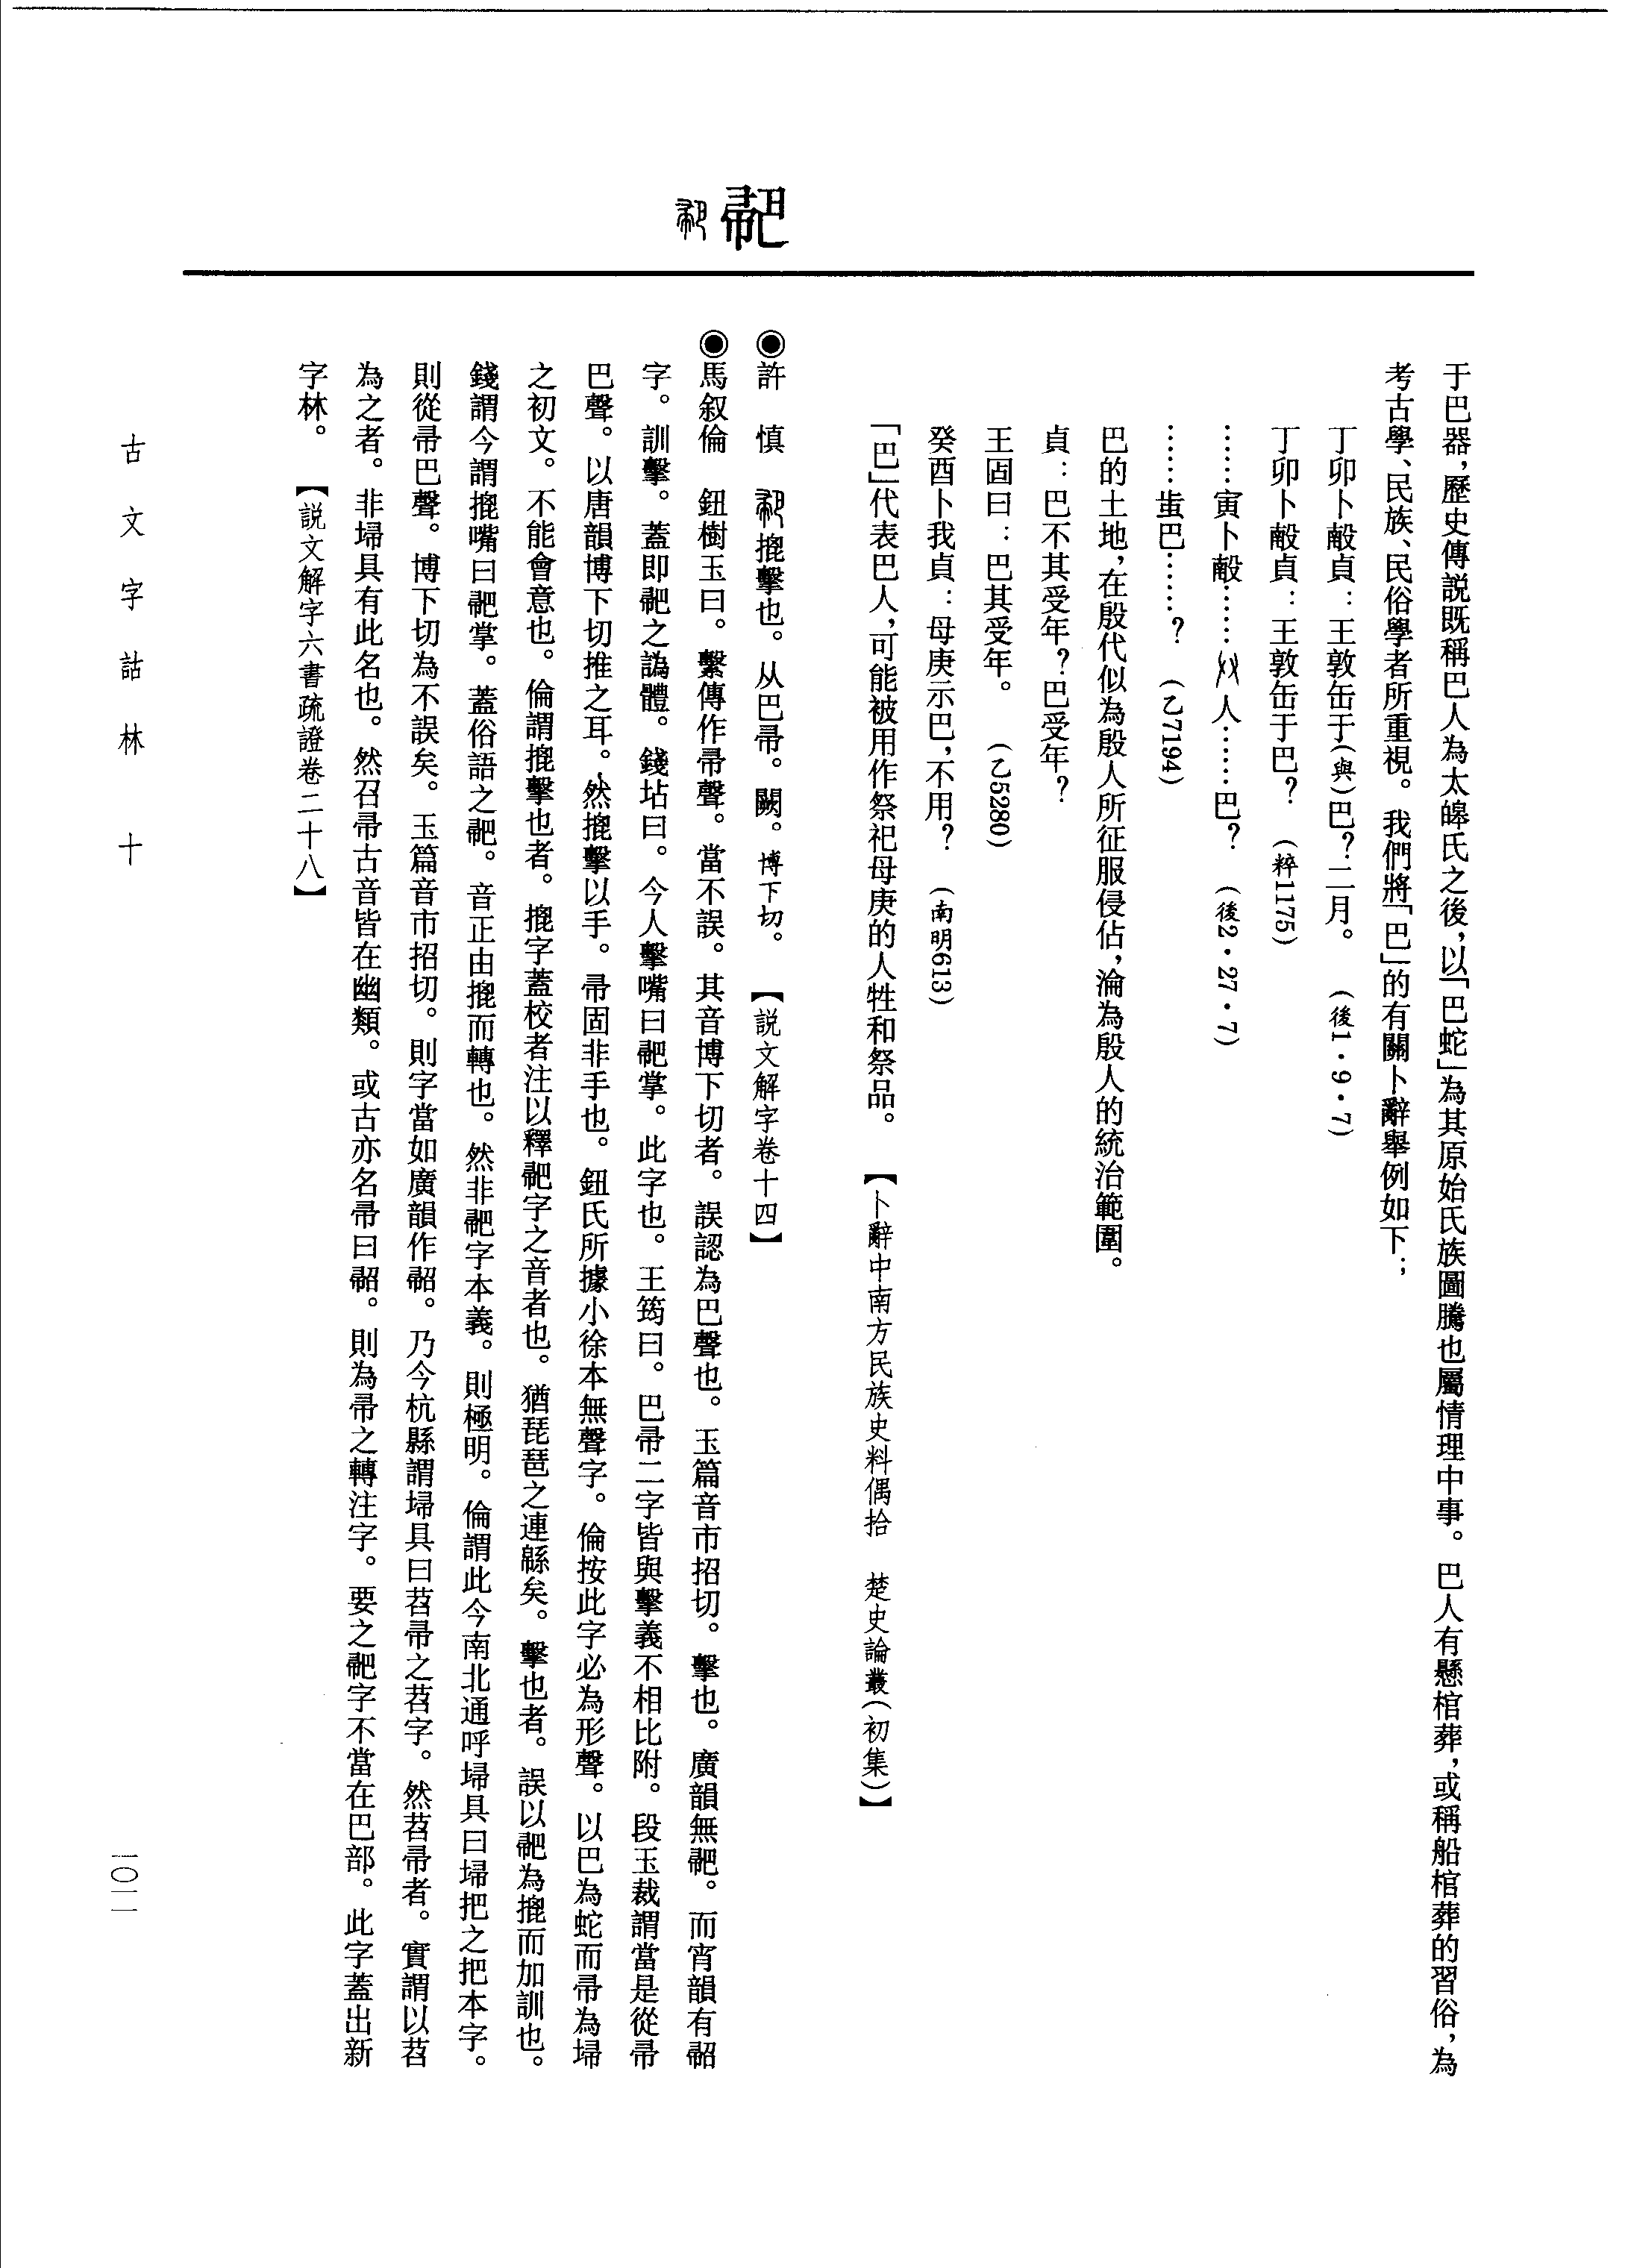 于巴器，歷史傳説既稱巴人為太皞氏之後，以「巴蛇」為其原始氏族圖騰也屬情理中事。巴人有懸棺葬，或稱船棺葬的習俗，為
考古學、民族、民俗學者所重視。我們將「巴」的有關卜辭舉例如下；
丁卯卜㱿貞：王敦缶于(與)巴？二月。（後1・9・7）
丁卯卜㱿貞：王敦缶于巴？（粹1175）
……寅卜㱿……人……巴？（後2・27・7）
……蚩巴……？（乙7194）
巴的土地，在殷代似為殷人所征服侵佔，淪為殷人的統治範圍。
貞：巴不其受年？巴受年？
王固曰：巴其受年。（乙5280）
癸酉卜我貞：母庚示巴，不用？（南明613）
「巴」代表巴人，可能被用作祭祀母庚的人牲和祭品。【卜辭中南方民族史料偶拾　楚史論叢（初集）】
㔳
◉許　慎　㧒擊也。从巴帚。闕。博下切。【説文解字卷十四】
◉馬叙倫　鈕樹玉曰。繫傳作帚聲。當不誤。其音博下切者。誤認為巴聲也。玉篇音市招切。擊也。廣韻無㔳。而宵韻有㔽
字。訓擊。蓋即㔳之譌體。錢坫曰。今人擊嘴曰㔳掌。此字也。王筠曰。巴帚二字皆與擊義不相比附。段玉裁謂當是從帚
巴聲。以唐韻博下切推之耳。然㧒擊以手。帚固非手也。鈕氏所據小徐本無聲字。倫按此字必為形聲。以巴為蛇而帚為埽
之初文。不能會意也。倫謂㧒擊也者。㧒字蓋校者注以釋㔳字之音者也。猶琵琶之連緜矣。擊也者。誤以㔳為㧒而加訓也。
錢謂今謂㧒嘴曰㔳掌。蓋俗語之㔳。音正由㧒而轉也。然非㔳字本義。則極明。倫謂此今南北通呼埽具曰埽把之把本字。
則從帚巴聲。博下切為不誤矣。玉篇音市招切。則字當如廣韻作㔽。乃今杭縣謂埽具曰苕帚之苕字。然苕帚者。實謂以苕
為之者。非埽具有此名也。然召帚古音皆在幽類。或古亦名帚曰㔽。則為帚之轉注字。要之㔳字不當在巴部。此字蓋出新
字林。【説文解字六書疏證卷二十八】
古文字詁林　十
一〇一一